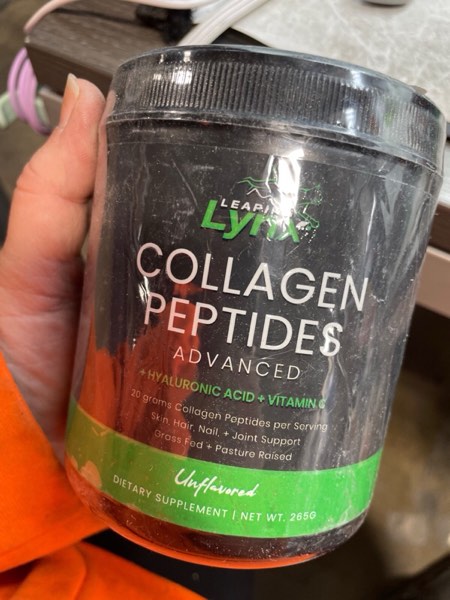 LEAPING
Lynx
COLLAGEN
PEPTIDES
ADVANCED
+ HYALURONIC ACID + VITAMIN C
20 grams Collagen Peptides per Serving
Skin, Hair, Nail, + Joint Support
Grass Fed + Pasture Raised
Unflavored
DIETARY SUPPLEMENT | NET WT. 265G